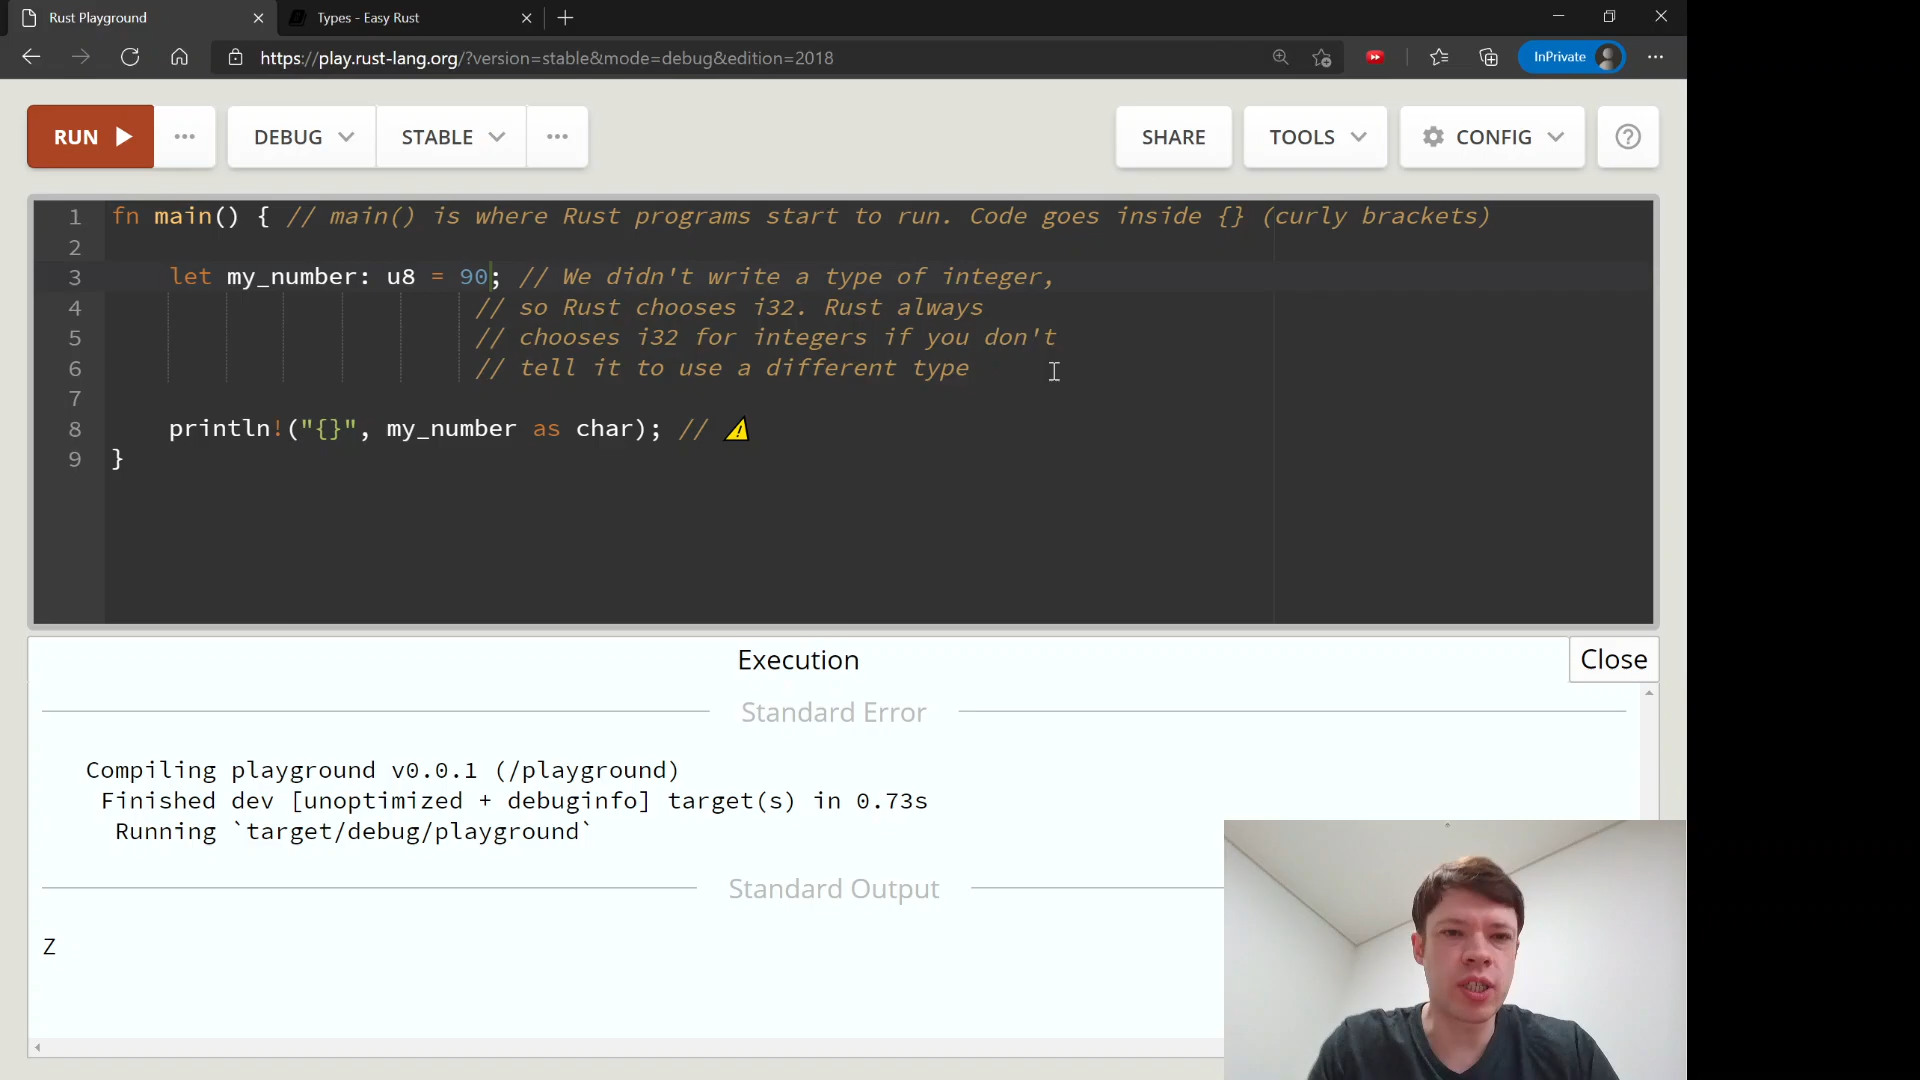 Rust Playground
Types - Easy Rust
https://play.rust-lang.org/?version=stable&mode=debug&edition=2018
InPrivate
RUN
DEBUG
STABLE
SHARE
TOOLS
CONFIG
1 fn main() { // main() is where Rust programs start to run. Code goes inside {} (curly brackets)
2
3 let my_number: u8 = 90; // We didn't write a type of integer,
4 // so Rust chooses i32. Rust always
5 // chooses i32 for integers if you don't
6 // tell it to use a different type
7
8 println!("{}", my_number as char); // ⚠
9 }
Execution
Close
Standard Error
Compiling playground v0.0.1 (/playground)
Finished dev [unoptimized + debuginfo] target(s) in 0.73s
Running `target/debug/playground`
Standard Output
Z